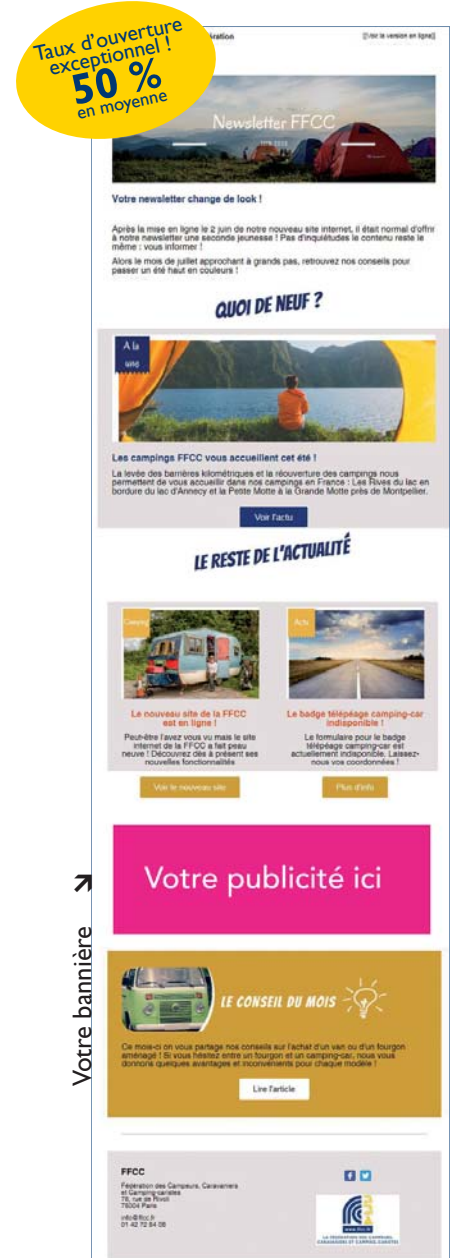 Taux d'ouverture
exceptionnel !
50 %
en moyenne
[[Voir la version en ligne]]
Newsletter FFCC
Votre newsletter change de look !
Après la mise en ligne le 2 juin de notre nouveau site internet, il était normal d'offrir
à notre newsletter une seconde jeunesse ! Pas d'inquiétudes le contenu reste le
même : vous informer !
Alors le mois de juillet approchant à grands pas, retrouvez nos conseils pour
passer un été haut en couleurs !
QUOI DE NEUF ?
A la
une
Les campings FFCC vous accueillent cet été !
La levée des barrières kilométriques et la réouverture des campings nous
permettent de vous accueillir dans nos campings en France : Les Rives du lac en
bordure du lac d'Annecy et la Petite Motte à la Grande Motte près de Montpellier.
Voir l'actu
LE RESTE DE L'ACTUALITÉ
Camping
Le nouveau site de la FFCC
est en ligne !
Peut-être l'avez vous vu mais le site
internet de la FFCC a fait peau
neuve ! Découvrez dès à présent ses
nouvelles fonctionnalités
Voir le nouveau site
Actu
Le badge télépéage camping-car
indisponible !
Le formulaire pour le badge
télépéage camping-car est
actuellement indisponible. Laissez-
nous vos coordonnées !
Plus d'info
Votre publicité ici
Votre bannière
LE CONSEIL DU MOIS
Ce mois-ci on vous partage nos conseils sur l'achat d'un van ou d'un fourgon
aménagé ! Si vous hésitez entre un fourgon et un camping-car, nous vous
donnons quelques avantages et inconvénients pour chaque modèle !
Lire l'article
FFCC
Fédération des Campeurs, Caravaniers
et Camping-caristes
78, rue de Rivoli
75004 Paris
info@ffcc.fr
01 42 72 84 08
www.ffcc.fr
LA FÉDÉRATION DES CAMPEURS,
CARAVANIERS ET CAMPING-CARISTES